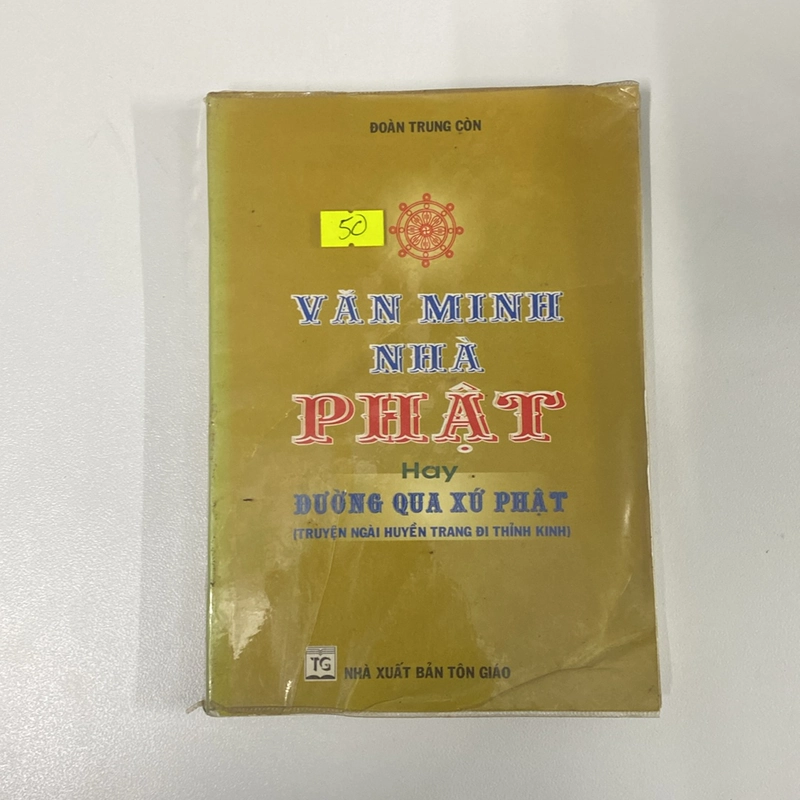 ĐOÀN TRUNG CÒN
50
VĂN MINH
NHÀ
PHẬT
Hay
ĐƯỜNG QUA XỨ PHẬT
(TRUYỆN NGÀI HUYỀN TRANG ĐI THỈNH KINH)
TG
NHÀ XUẤT BẢN TÔN GIÁO